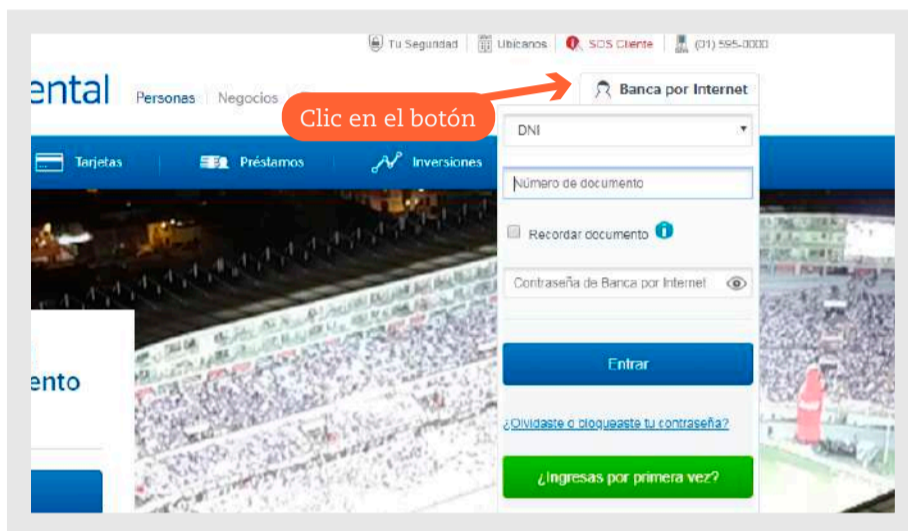 Tu Seguridad Ubícanos SOS Cliente (01) 595-0000
ental Personas Negocios
Banca por Internet
Clic en el botón
DNI
Tarjetas Préstamos Inversiones
Número de documento
Recordar documento
Contraseña de Banca por Internet
ento
Entrar
¿Olvidaste o bloqueaste tu contraseña?
¿Ingresas por primera vez?